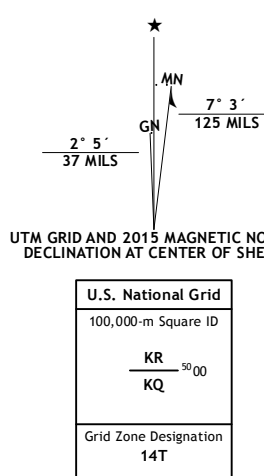 MN
GN
7° 3´
125 MILS
2° 5´
37 MILS
UTM GRID AND 2015 MAGNETIC NO
DECLINATION AT CENTER OF SHE
U.S. National Grid
100,000-m Square ID
KR
5000
KQ
Grid Zone Designation
14T